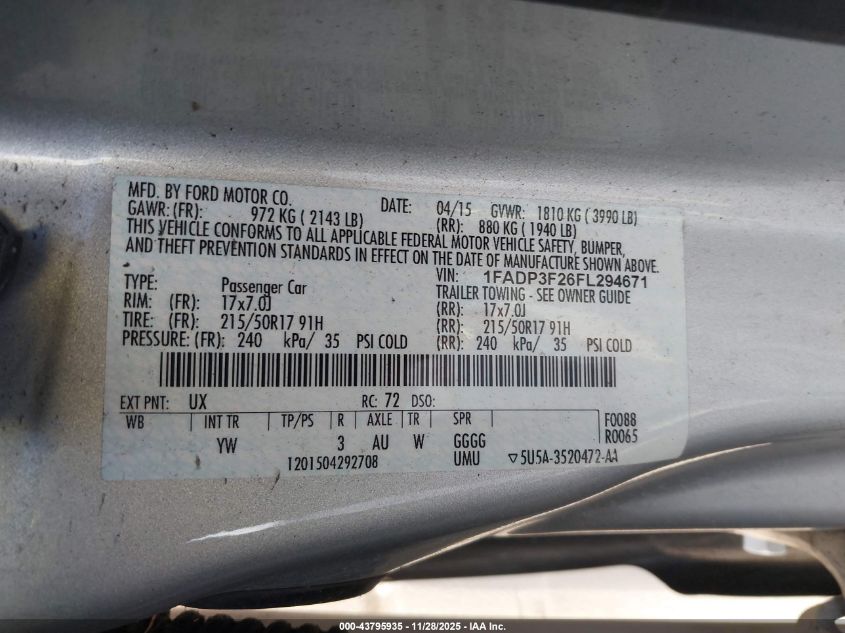 MFD. BY FORD MOTOR CO. DATE: 04/15 GVWR: 1810 KG ( 3990 LB)
GAWR: (FR): 972 KG ( 2143 LB) (RR): 880 KG ( 1940 LB)
THIS VEHICLE CONFORMS TO ALL APPLICABLE FEDERAL MOTOR VEHICLE SAFETY, BUMPER,
AND THEFT PREVENTION STANDARDS IN EFFECT ON THE DATE OF MANUFACTURE SHOWN ABOVE.
VIN: 1FADP3F26FL294671
TYPE: Passenger Car TRAILER TOWING - SEE OWNER GUIDE
RIM: (FR): 17x7.0J (RR): 17x7.0J
TIRE: (FR): 215/50R17 91H (RR): 215/50R17 91H
PRESSURE: (FR): 240 kPa/ 35 PSI COLD (RR): 240 kPa/ 35 PSI COLD
EXT PNT: UX RC: 72 DSO:
WB INT TR TP/PS R AXLE TR SPR F0088
YW 3 AU W GGGG R0065
1201504292708 UMU ▽5U5A-3520472-AA
000-43795935 - 11/28/2025 - IAA Inc.